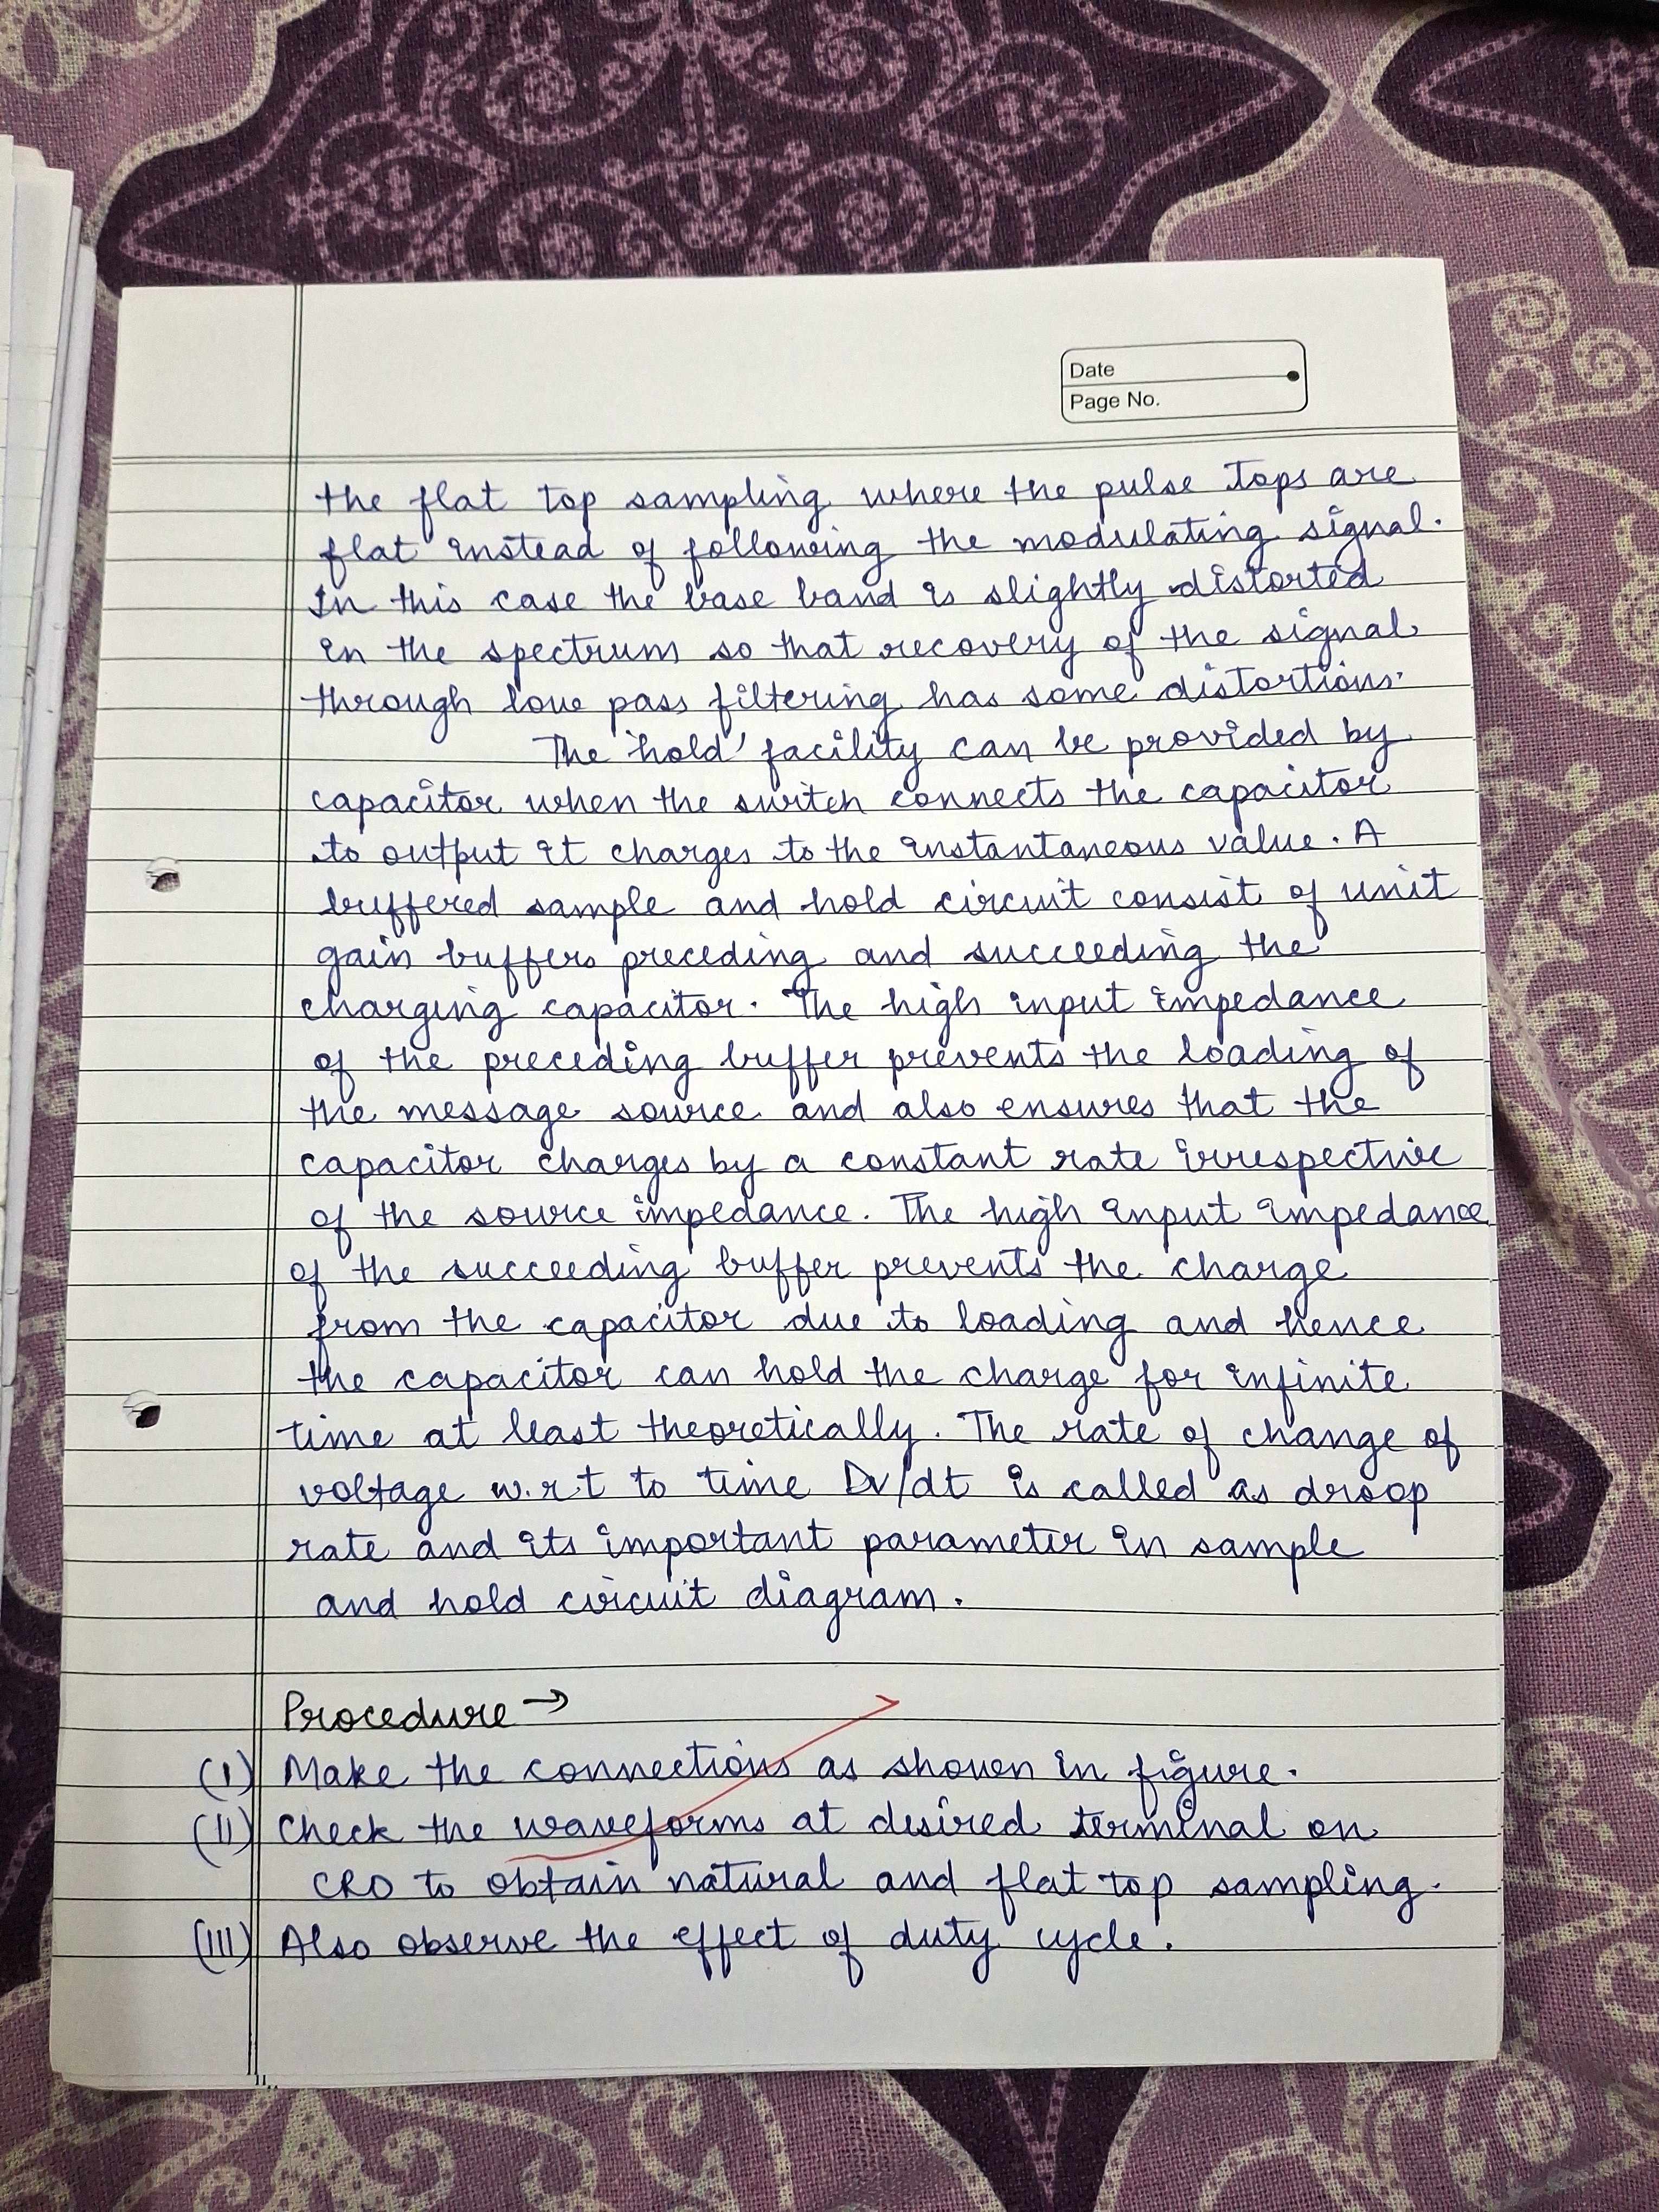 Date
Page No.
the flat top sampling where the pulse tops are
flat instead of following the modulating signal.
In this case the base band is slightly distorted
in the spectrum so that recovery of the signal
through low pass filtering has some distortions.
The 'hold' facility can be provided by
capacitor when the switch connects the capacitor
to output it charges to the instantaneous value. A
buffered sample and hold circuit consist of unit
gain buffers preceding and succeeding the
charging capacitor. The high input impedance
of the preceding buffer prevents the loading of
the message source and also ensures that the
capacitor charges by a constant rate irrespective
of the source impedance. The high input impedance
of the succeeding buffer prevents the charge
from the capacitor due to loading and hence
the capacitor can hold the charge for infinite
time at least theoretically. The rate of change of
voltage w.r.t to time Dv/dt is called as droop
rate and its important parameter in sample
and hold circuit diagram.
Procedure →
(I) Make the connections as shown in figure.
(II) Check the waveforms at desired terminal on
CRO to obtain natural and flat top sampling.
(III) Also observe the effect of duty cycle.